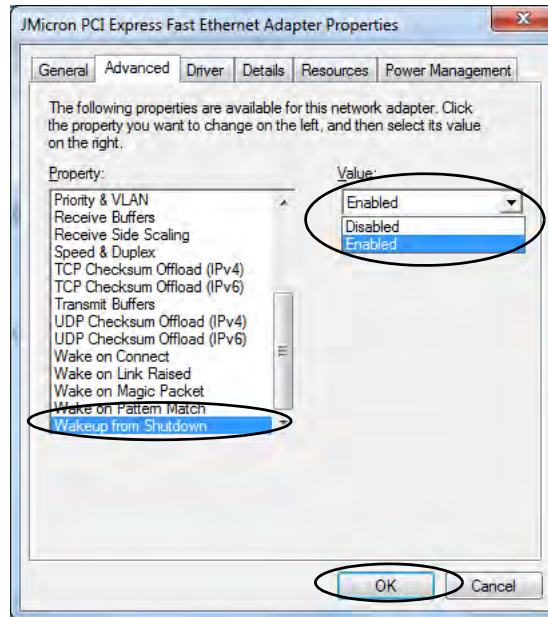 JMicron PCI Express Fast Ethernet Adapter Properties
General Advanced Driver Details Resources Power Management
The following properties are available for this network adapter. Click
the property you want to change on the left, and then select its value
on the right.
Property:
Priority & VLAN
Receive Buffers
Receive Side Scaling
Speed & Duplex
TCP Checksum Offload (IPv4)
TCP Checksum Offload (IPv6)
Transmit Buffers
UDP Checksum Offload (IPv4)
UDP Checksum Offload (IPv6)
Wake on Connect
Wake on Link Raised
Wake on Magic Packet
Wake on Pattern Match
Wakeup from Shutdown
Value:
Enabled
Disabled
Enabled
OK Cancel